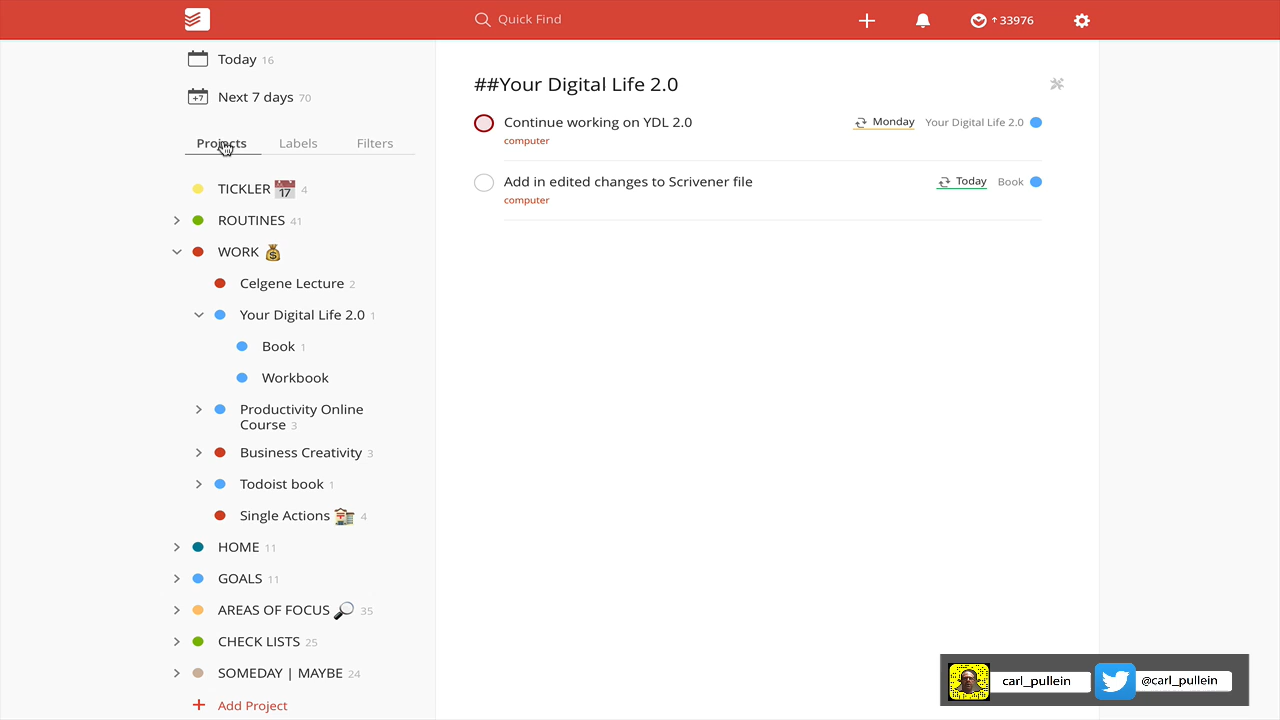 Quick Find
33976
Today 16
Next 7 days 70
+7
Projects Labels Filters
TICKLER 17 4
ROUTINES 41
WORK
Celgene Lecture 2
Your Digital Life 2.0 1
Book 1
Workbook
Productivity Online
Course 3
Business Creativity 3
Todoist book 1
Single Actions 4
HOME 11
GOALS 11
AREAS OF FOCUS 35
CHECK LISTS 25
SOMEDAY | MAYBE 24
+ Add Project
##Your Digital Life 2.0
Continue working on YDL 2.0 Monday Your Digital Life 2.0
computer
Add in edited changes to Scrivener file Today Book
computer
carl_pullein @carl_pullein